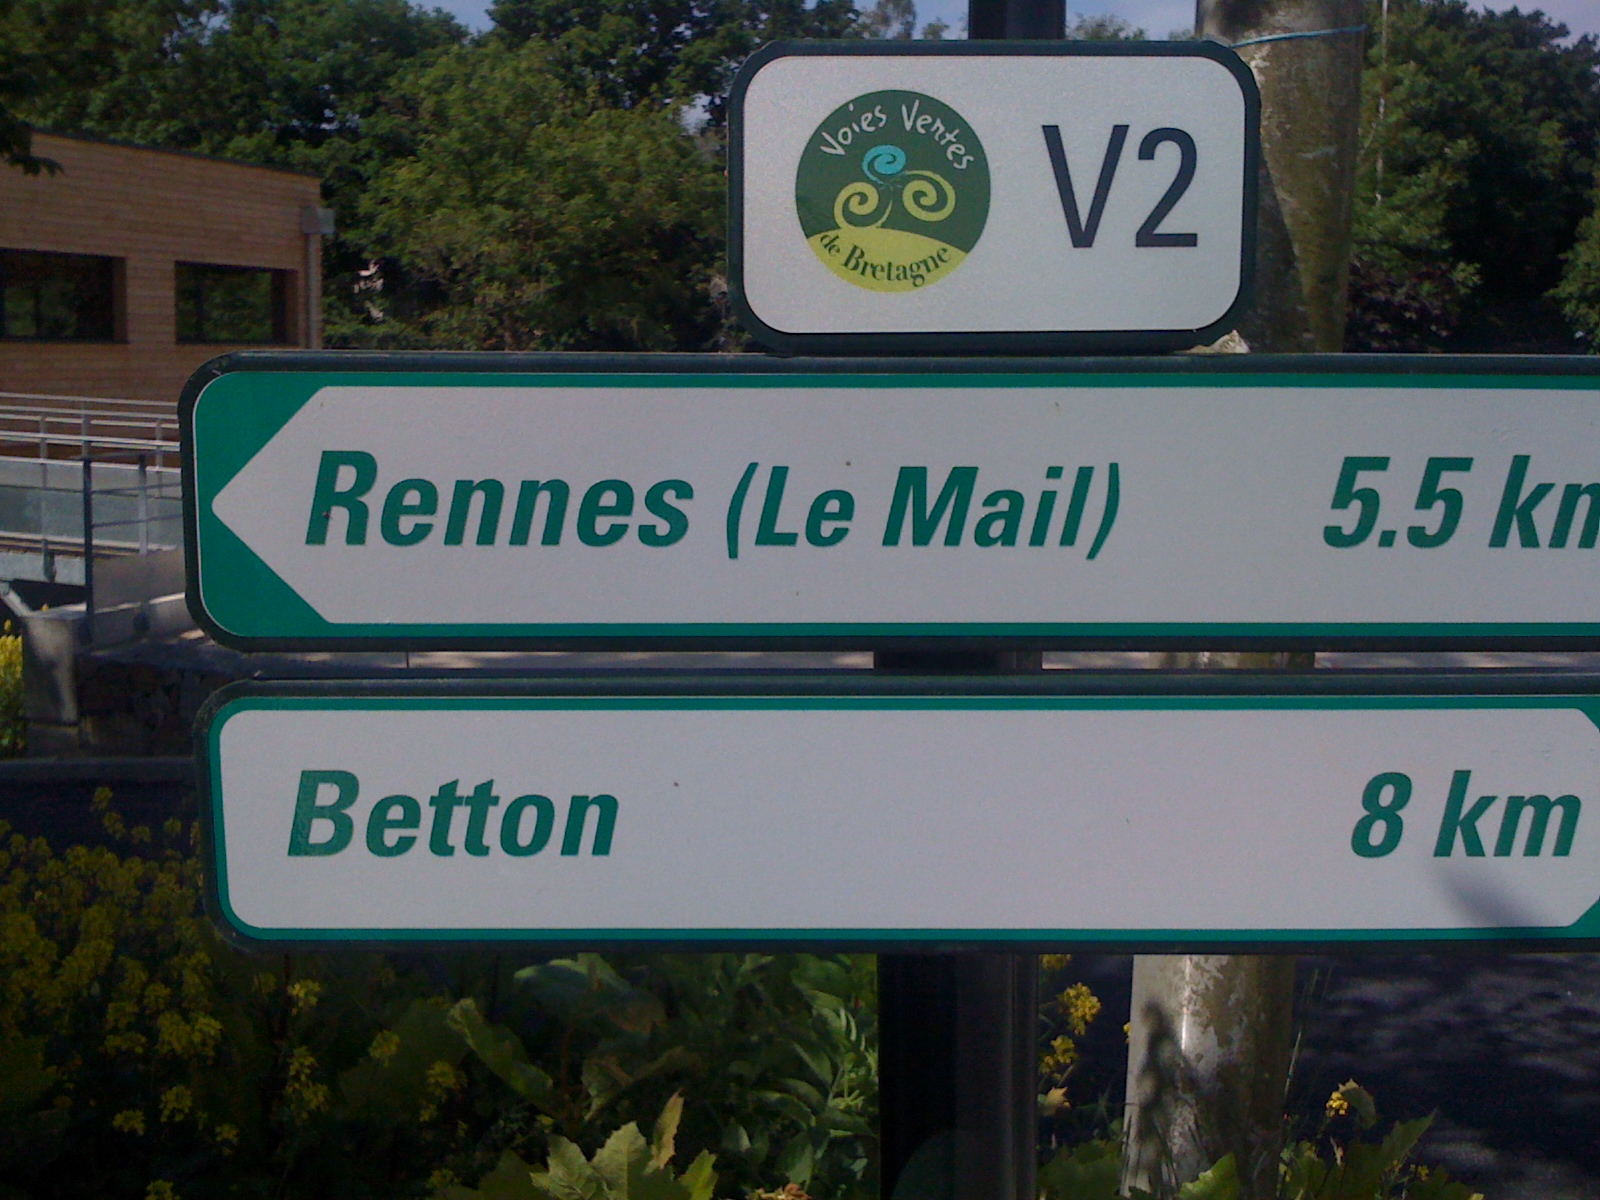 Voies Vertes
de Bretagne
V2
Rennes (Le Mail) 5.5 km
Betton 8 km